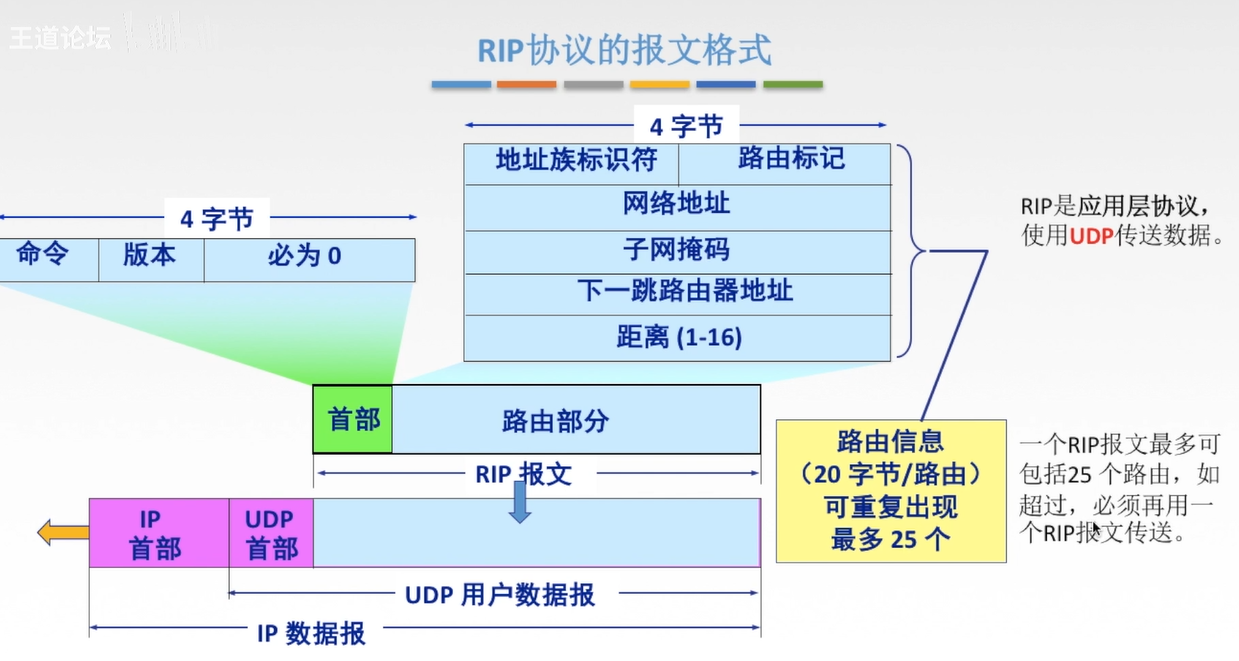 王道论坛
RIP协议的报文格式
4 字节
地址族标识符
路由标记
网络地址
子网掩码
下一跳路由器地址
距离 (1-16)
4 字节
命令
版本
必为 0
RIP是应用层协议，
使用UDP传送数据。
首部
路由部分
RIP 报文
路由信息
（20 字节/路由）
可重复出现
最多 25 个
一个RIP报文最多可
包括25 个路由，如
超过，必须再用一
个RIP报文传送。
IP
首部
UDP
首部
UDP 用户数据报
IP 数据报